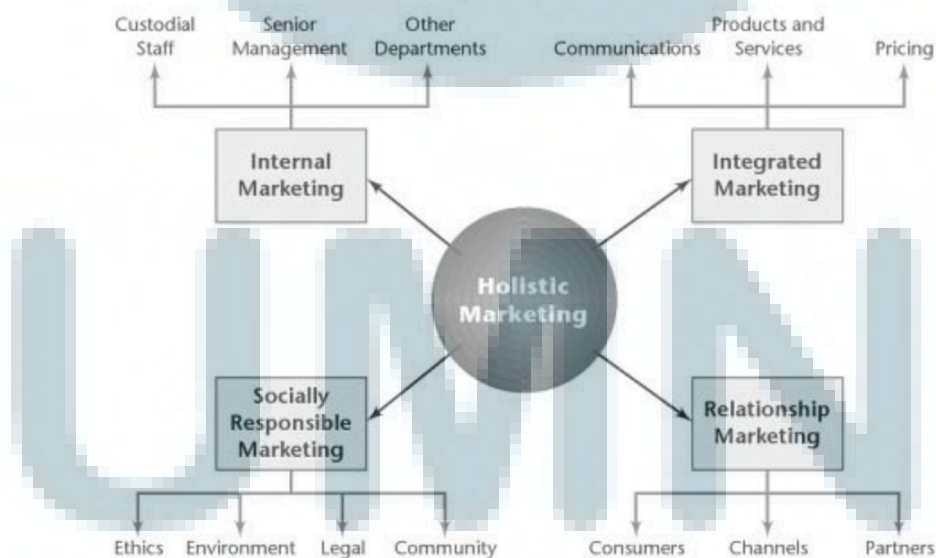 Custodial
Staff
Senior
Management
Other
Departments
Communications
Products and
Services
Pricing
Internal
Marketing
Integrated
Marketing
Holistic
Marketing
Socially
Responsible
Marketing
Relationship
Marketing
Ethics
Environment
Legal
Community
Consumers
Channels
Partners
UMN